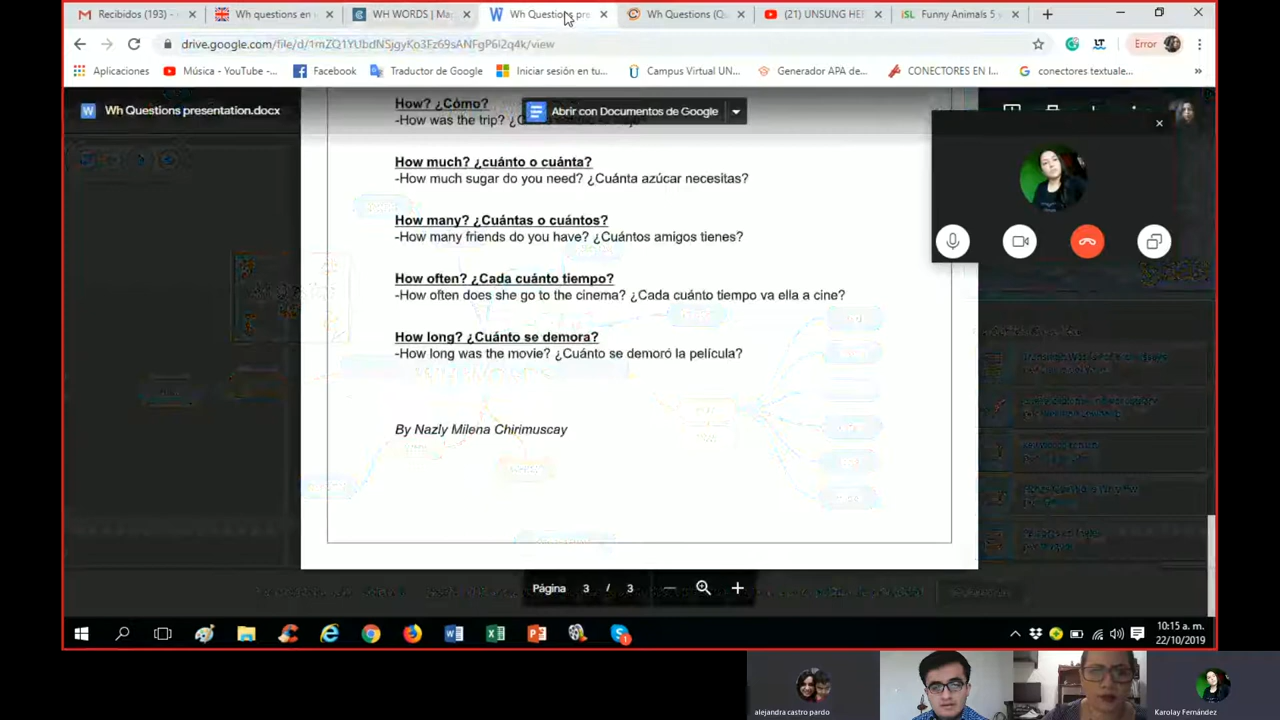 Recibidos (193) -
Wh questions en
WH WORDS | Ma
Wh Questions pre
Wh Questions (Q
(21) UNSUNG HE
Funny Animals 5
drive.google.com/file/d/1mZQ1YUbdNSjgyKo3Fz69sANFgP6l2q4k/view
Error
Aplicaciones
Música - YouTube -...
Facebook
Traductor de Google
Iniciar sesión en tu...
Campus Virtual UN...
Generador APA de...
CONECTORES EN I...
conectores textuale...
Wh Questions presentation.docx
Abrir con Documentos de Google
How? ¿Cómo?
-How was the trip?
How much? ¿cuánto o cuánta?
-How much sugar do you need? ¿Cuánta azúcar necesitas?
How many? ¿Cuántas o cuántos?
-How many friends do you have? ¿Cuántos amigos tienes?
How often? ¿Cada cuánto tiempo?
-How often does she go to the cinema? ¿Cada cuánto tiempo va ella a cine?
How long? ¿Cuánto se demora?
-How long was the movie? ¿Cuánto se demoró la película?
By Nazly Milena Chirimuscay
Página 3 / 3
10:15 a. m.
22/10/2019
alejandra castro pardo
Karolay Fernández